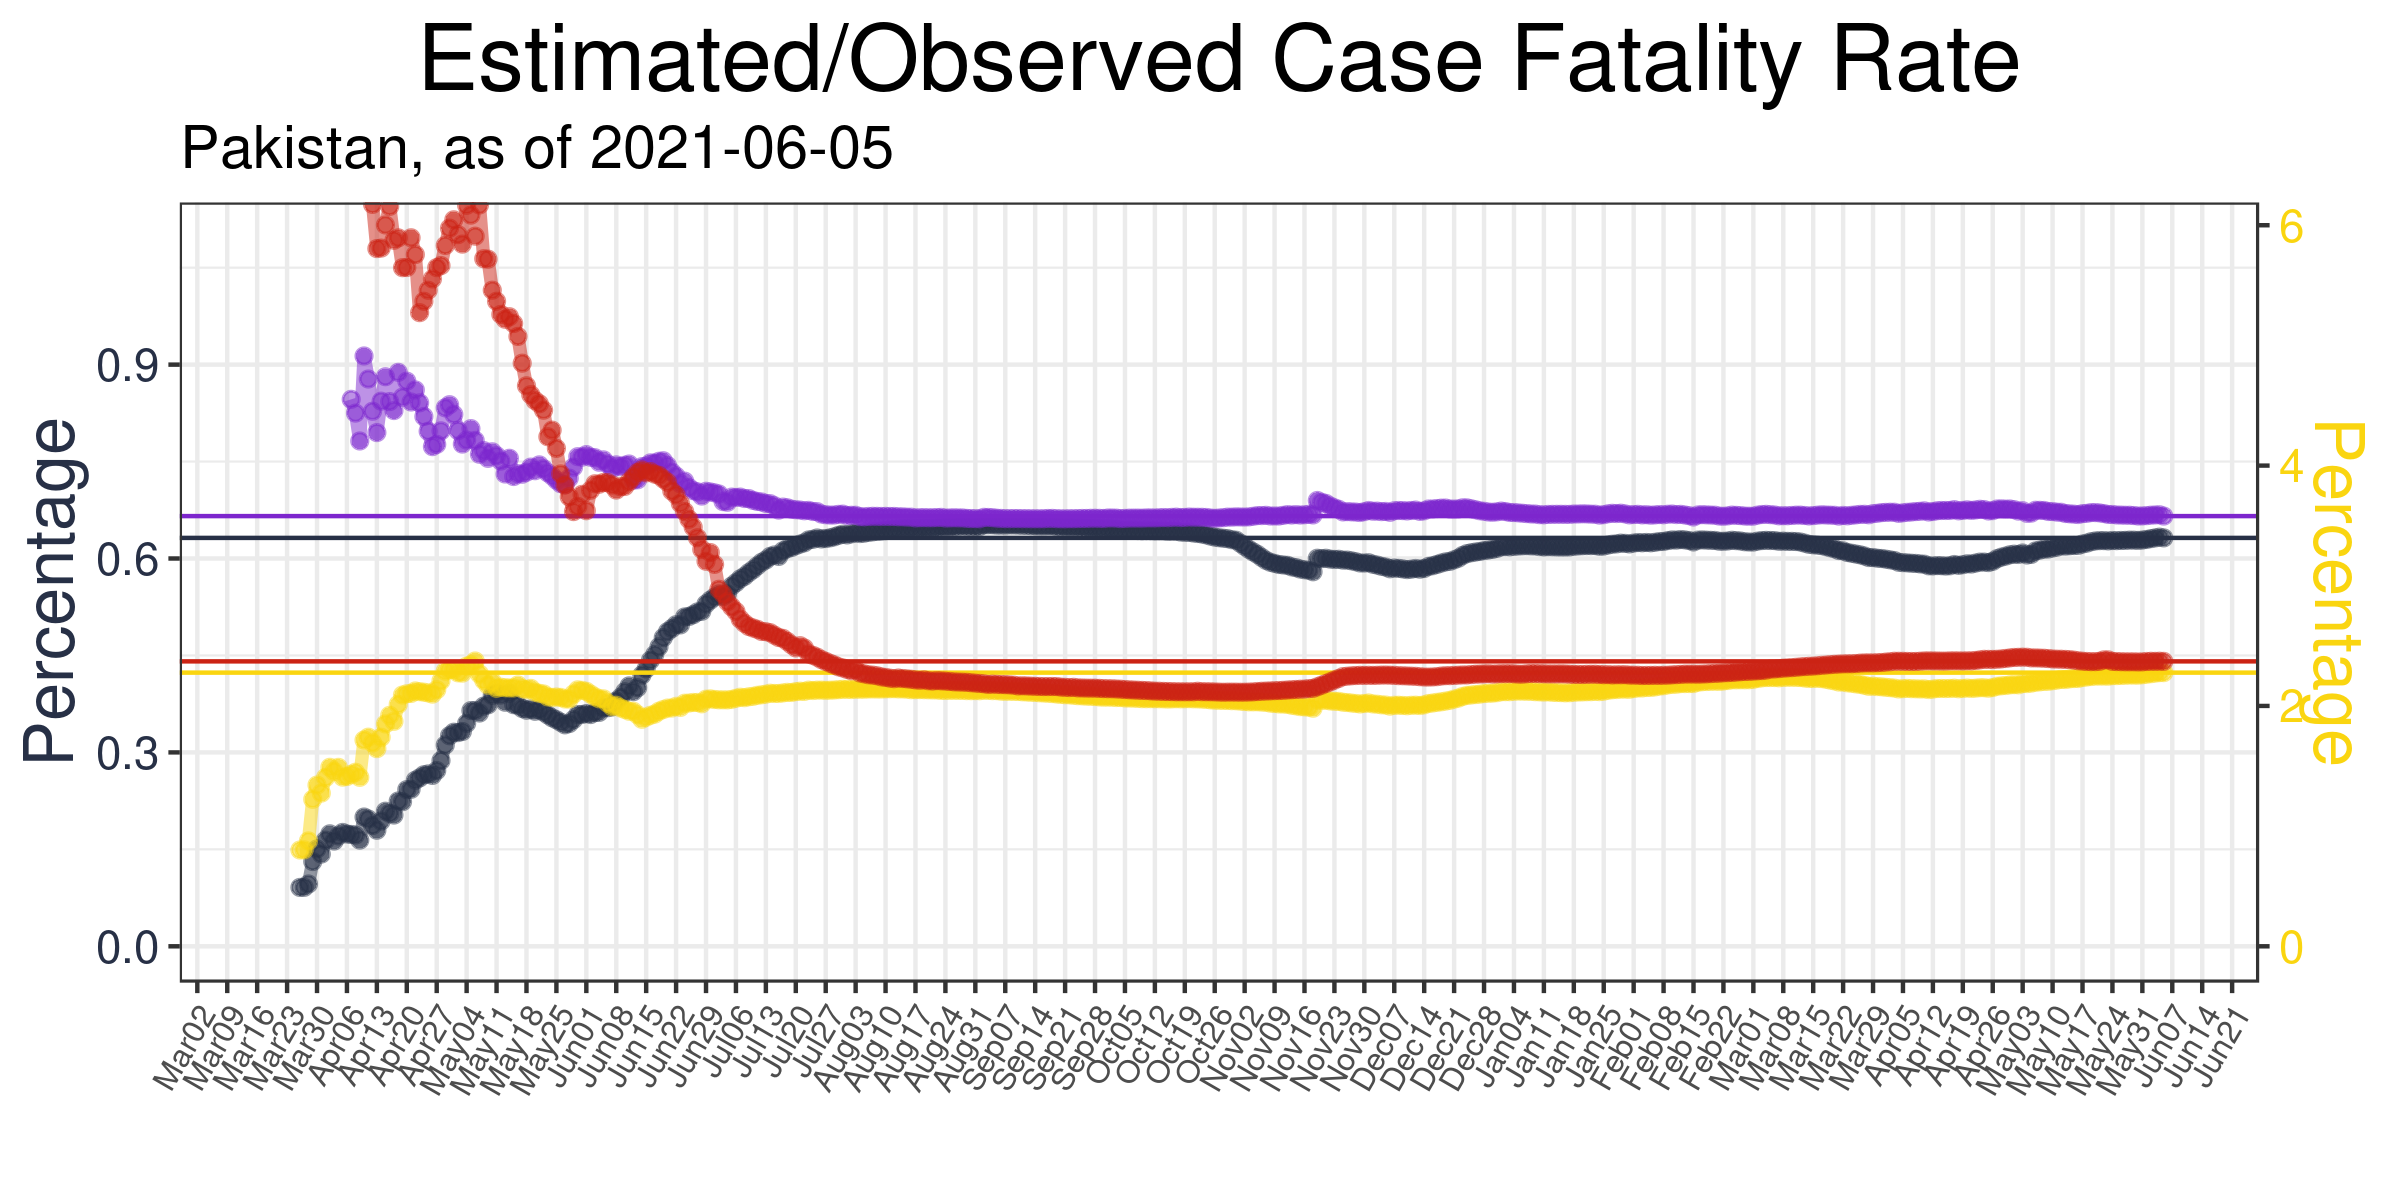 Estimated/Observed Case Fatality Rate
Pakistan, as of 2021-06-05
Percentage
0.9
0.6
0.3
0.0
6
4
2
0
Percentage
Mar02
Mar09
Mar16
Mar23
Mar30
Apr06
Apr13
Apr20
Apr27
May04
May11
May18
May25
Jun01
Jun08
Jun15
Jun22
Jun29
Jul06
Jul13
Jul20
Jul27
Aug03
Aug10
Aug17
Aug24
Aug31
Sep07
Sep14
Sep21
Sep28
Oct05
Oct12
Oct19
Oct26
Nov02
Nov09
Nov16
Nov23
Nov30
Dec07
Dec14
Dec21
Dec28
Jan04
Jan11
Jan18
Jan25
Feb01
Feb08
Feb15
Feb22
Mar01
Mar08
Mar15
Mar22
Mar29
Apr05
Apr12
Apr19
Apr26
May03
May10
May17
May24
May31
Jun07
Jun14
Jun21